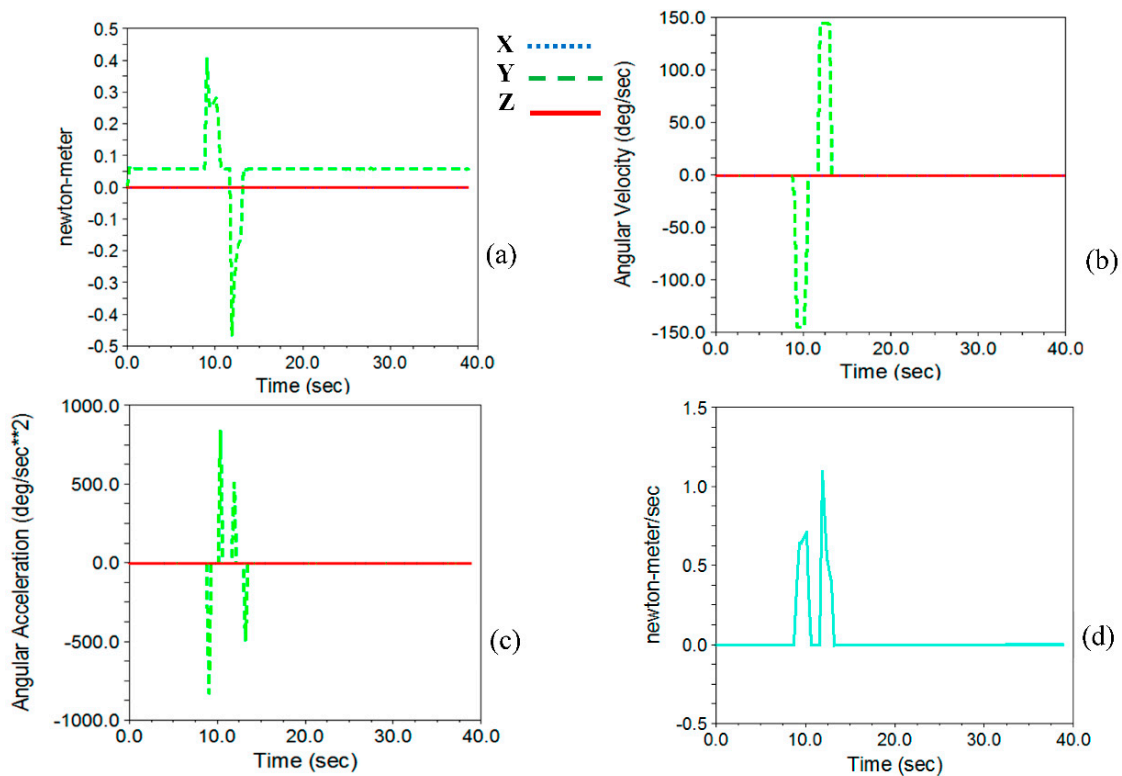 0.5
0.4
0.3
0.2
0.1
0.0
-0.1
-0.2
0.3
0.4
-0.5
newton-meter
0.0 10.0 20.0 30.0 40.0
Time (sec)
(a)
X
Y
Z
150.0
100.0
50.0
0.0
-50.0
-100.0
-150.0
Angular Velocity (deg/sec)
0.0 10.0 20.0 30.0 40.0
Time (sec)
(b)
1000.0
500.0
0.0
-500.0
-1000.0
Angular Acceleration (deg/sec**2)
0.0 10.0 20.0 30.0 40.0
Time (sec)
(c)
1.5
1.0
0.5
0.0
-0.5
newton-meter/sec
0.0 10.0 20.0 30.0 40.0
Time (sec)
(d)